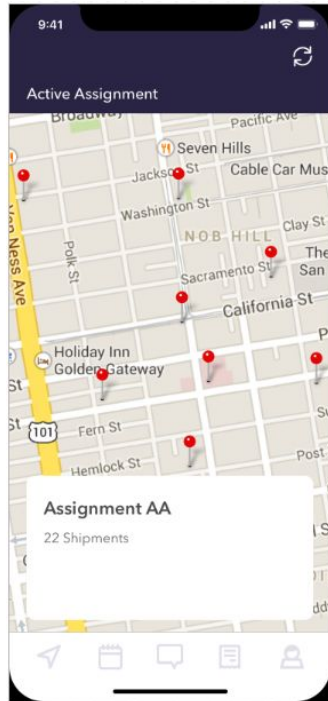 9:41
Active Assignment
Broadway
Pacific Ave
Seven Hills
Jackson St
Cable Car Mus
Washington St
Van Ness Ave
Polk St
NOB HILL
Clay St
The
San
Sacramento St
California St
Holiday Inn
Golden Gateway
St
St
101
Fern St
Post
Hemlock St
Assignment AA
22 Shipments